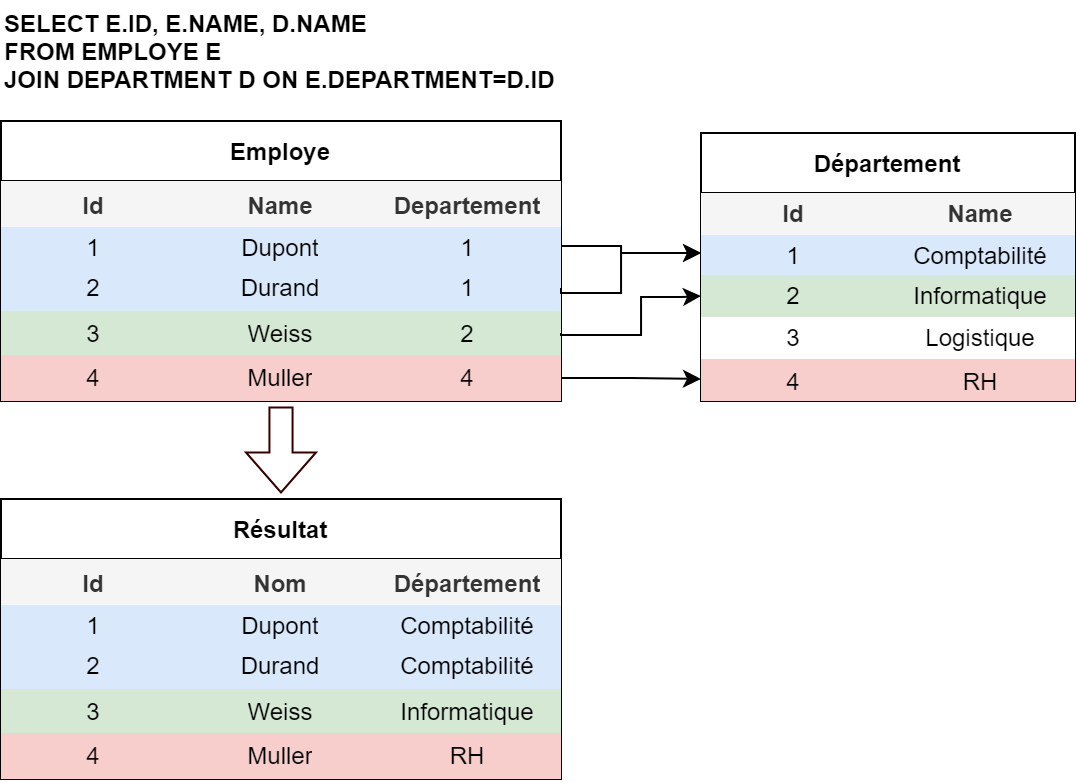 SELECT E.ID, E.NAME, D.NAME
FROM EMPLOYE E
JOIN DEPARTMENT D ON E.DEPARTMENT=D.ID
Employe
Id Name Departement
1 Dupont 1
2 Durand 1
3 Weiss 2
4 Muller 4
Département
Id Name
1 Comptabilité
2 Informatique
3 Logistique
4 RH
Résultat
Id Nom Département
1 Dupont Comptabilité
2 Durand Comptabilité
3 Weiss Informatique
4 Muller RH